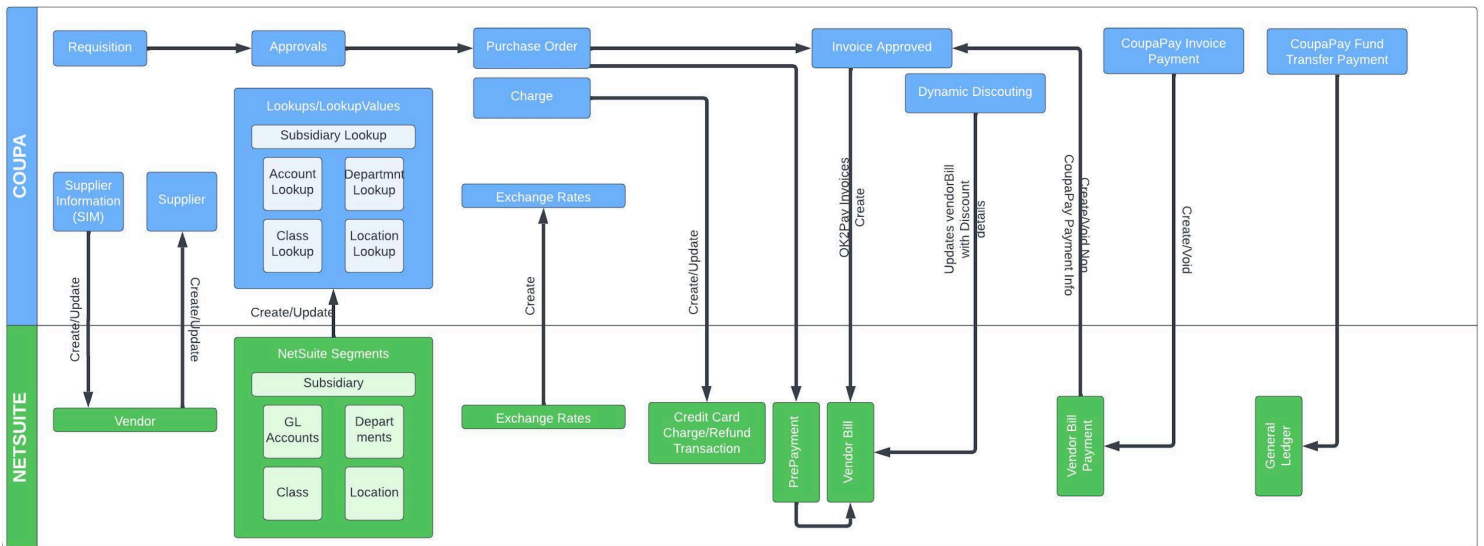 COUPA
Requisition
Approvals
Purchase Order
Invoice Approved
CoupaPay Invoice
Payment
CoupaPay Fund
Transfer Payment
Charge
Dynamic Discouting
Lookups/LookupValues
Subsidiary Lookup
Account
Lookup
Departmnt
Lookup
Class
Lookup
Location
Lookup
Supplier
Information
(SIM)
Supplier
Exchange Rates
Create/Update
Create/Update
Create/Update
Create
Create/Update
OK2Pay Invoices
Create
Updates vendorBill
with Discount
details
Create/Void Non
CoupaPay Payment Info
Create/Void
NETSUITE
Vendor
NetSuite Segments
Subsidiary
GL
Accounts
Depart
ments
Class
Location
Exchange Rates
Credit Card
Charge/Refund
Transaction
PrePayment
Vendor Bill
Vendor Bill
Payment
General
Ledger